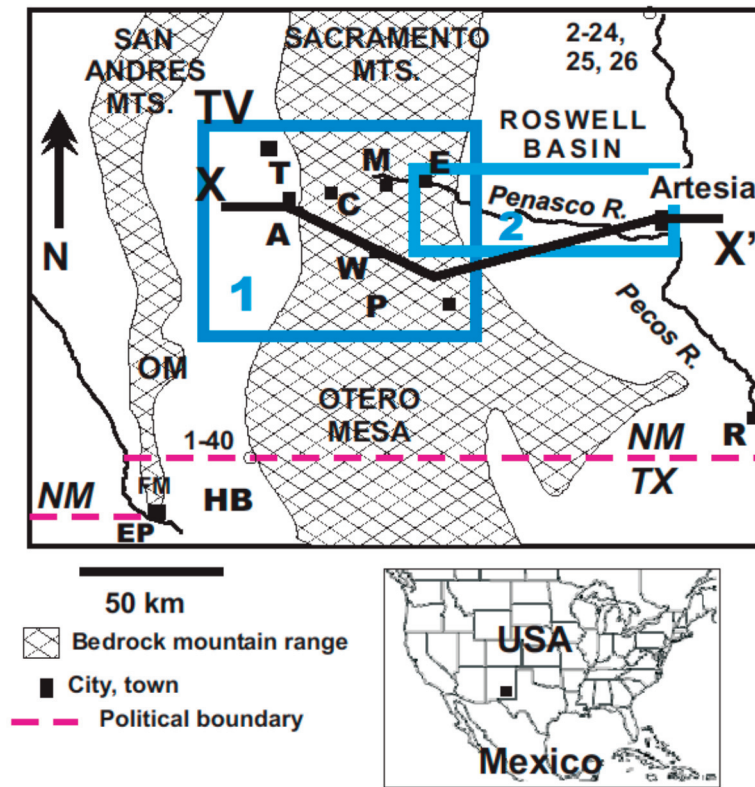 SAN
ANDRES
MTS.
SACRAMENTO
MTS.
2-24,
25, 26
TV
ROSWELL
BASIN
T
M
E
X
C
Penasco R.
Artesia
A
N
W
2
X'
1
P
Pecos R.
OM
OTERO
MESA
R
1-40
NM
TX
FM
NM
HB
EP
50 km
Bedrock mountain range
City, town
Political boundary
USA
Mexico